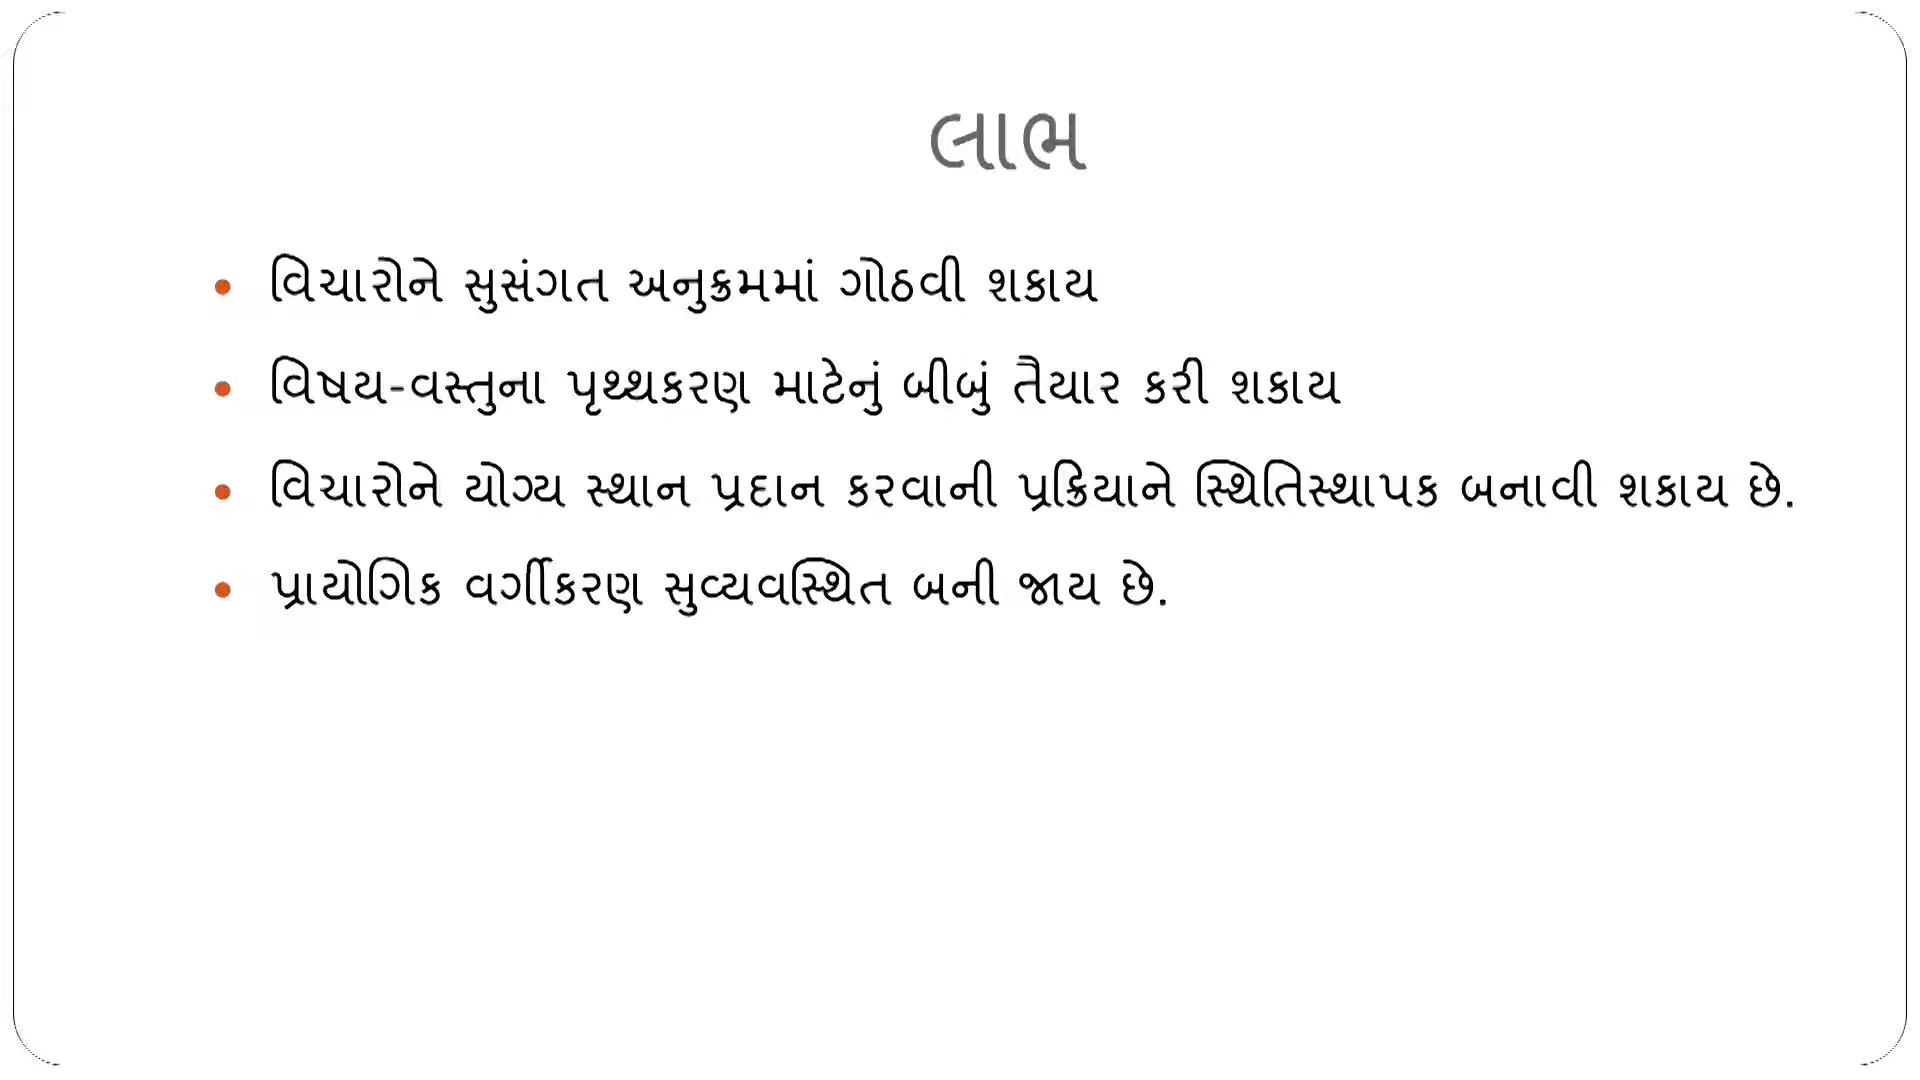 લાભ
• વિચારોને સુસંગત અનુક્રમમાં ગોઠવી શકાય
• વિષય-વસ્તુના પૃથ્થકરણ માટેનું બીબું તૈયાર કરી શકાય
• વિચારોને યોગ્ય સ્થાન પ્રદાન કરવાની પ્રક્રિયાને સ્થિતિસ્થાપક બનાવી શકાય છે.
• પ્રાયોગિક વર્ગીકરણ સુવ્યવસ્થિત બની જાય છે.